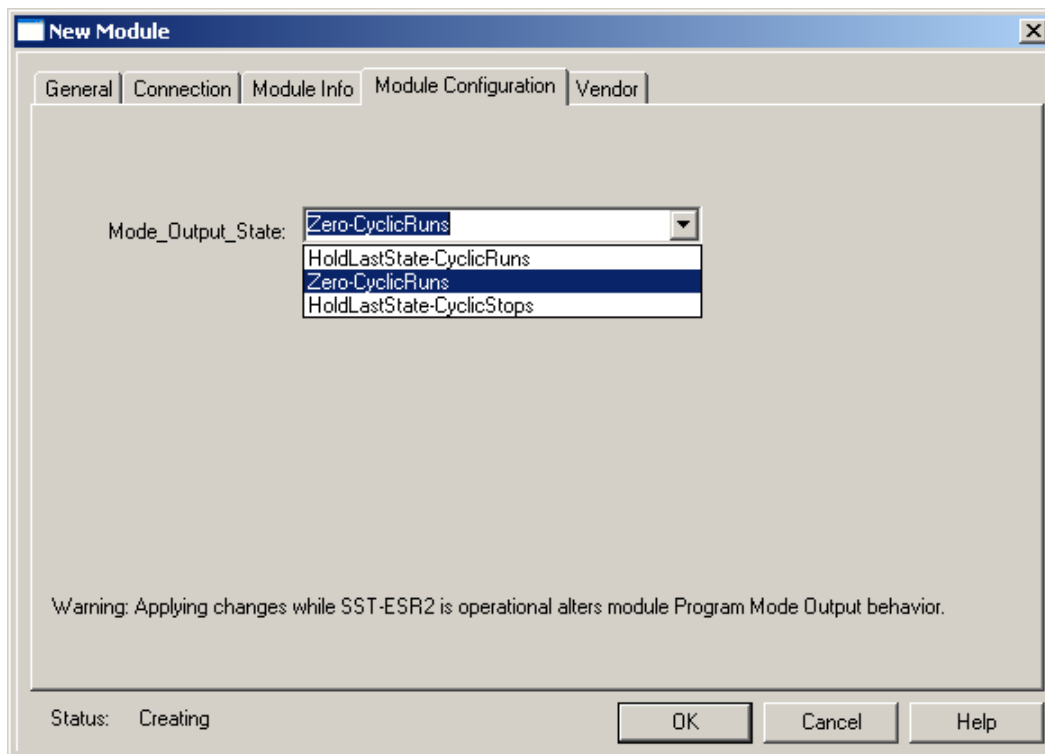 New Module
General Connection Module Info Module Configuration Vendor
Mode_Output_State: Zero-CyclicRuns
HoldLastState-CyclicRuns
Zero-CyclicRuns
HoldLastState-CyclicStops
Warning: Applying changes while SST-ESR2 is operational alters module Program Mode Output behavior.
Status: Creating OK Cancel Help